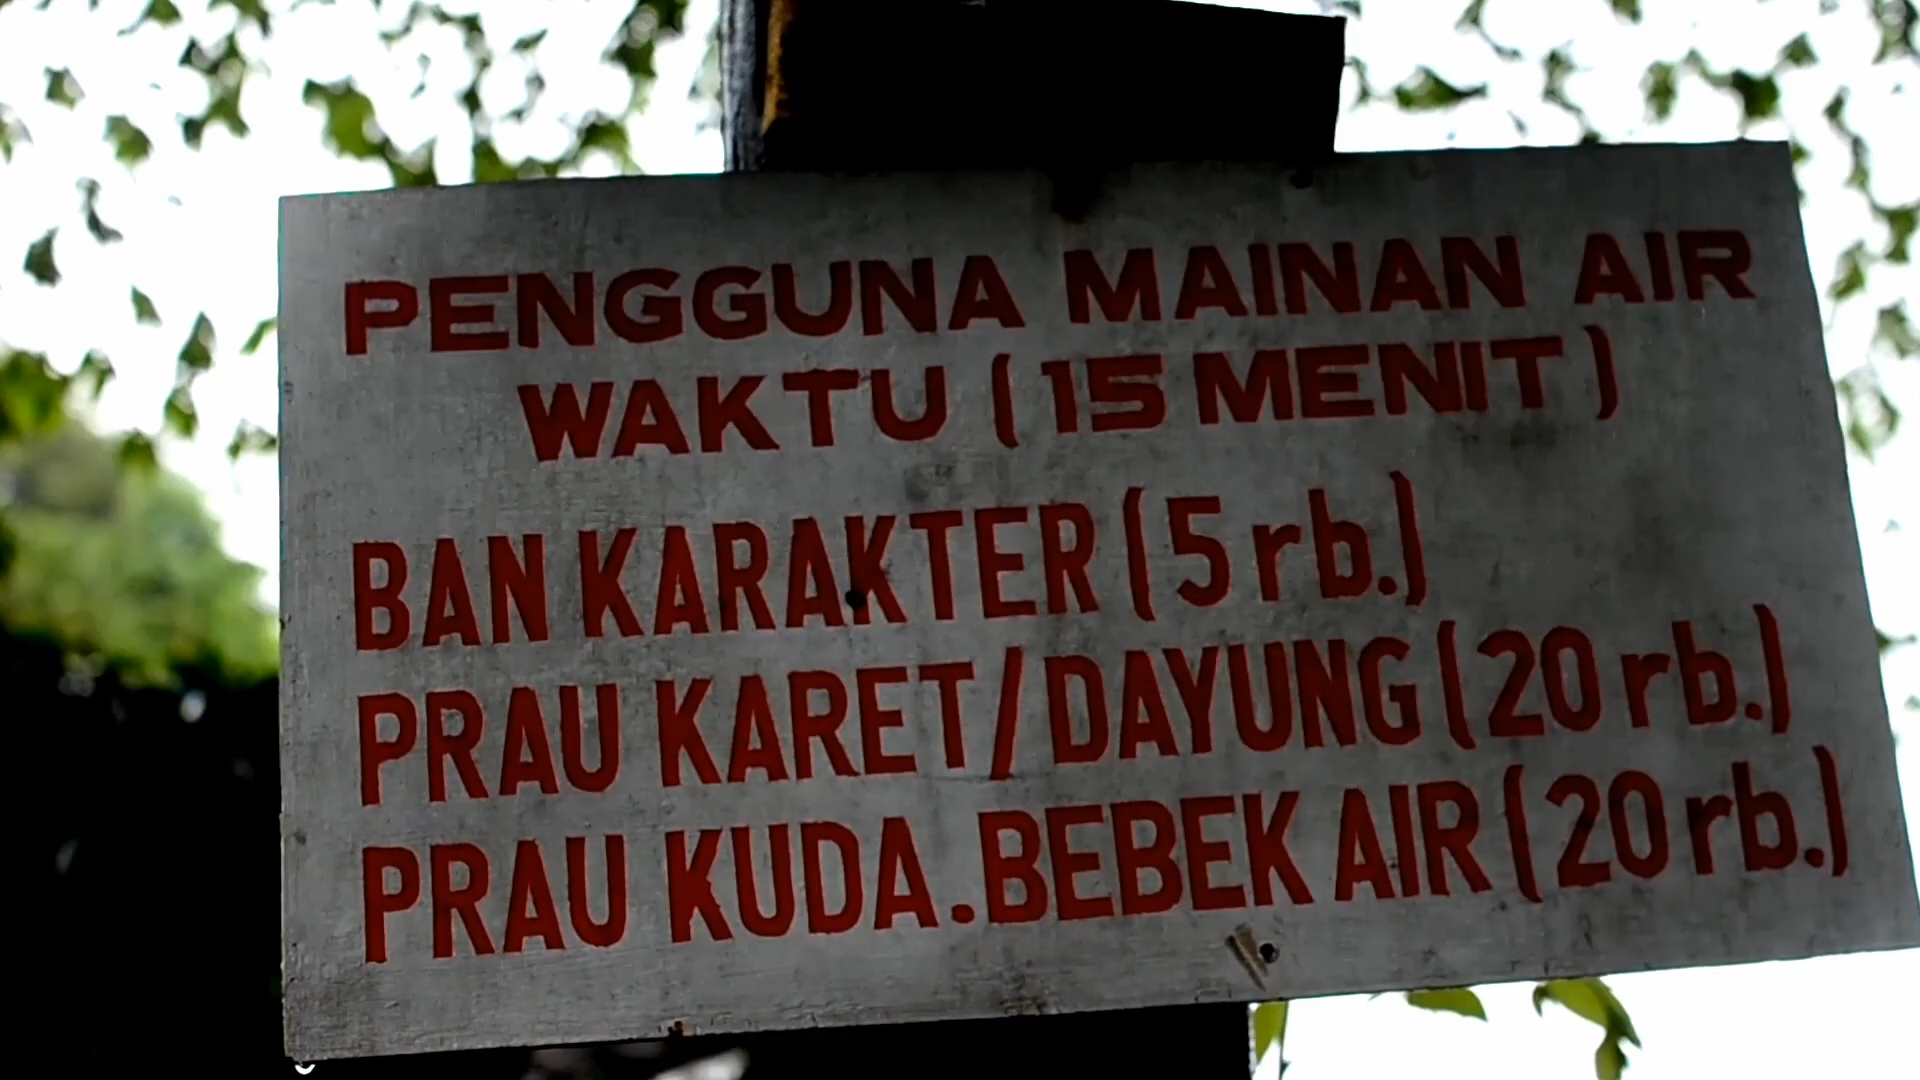 PENGGUNA MAINAN AIR
WAKTU (15 MENIT)
BAN KARAKTER (5 rb.)
PRAU KARET/DAYUNG (20 rb.)
PRAU KUDA.BEBEK AIR (20 rb.)